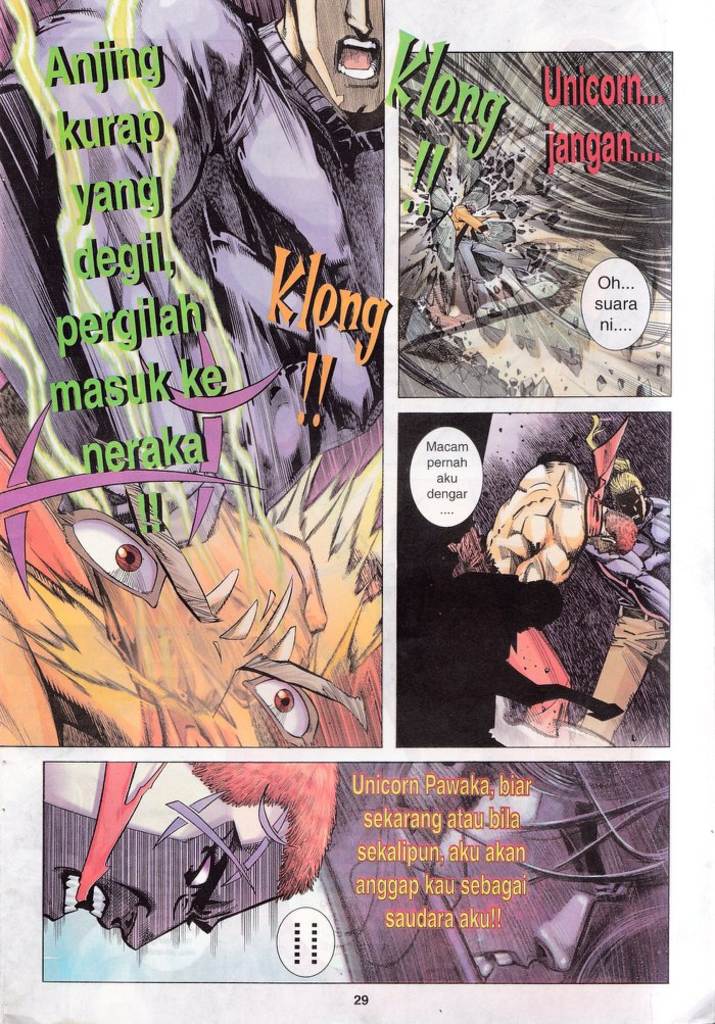 Anjing
kurap
yang
degil,
pergilah
masuk ke
neraka
!!
Klong
!!
Klong
!!
Unicorn....
jangan....
Oh...
suara
ni....
Macam
pernah
aku
dengar
....
Unicorn Pawaka, biar
sekarang atau bila
sekalipun, aku akan
anggap kau sebagai
saudara aku!!
!!
29